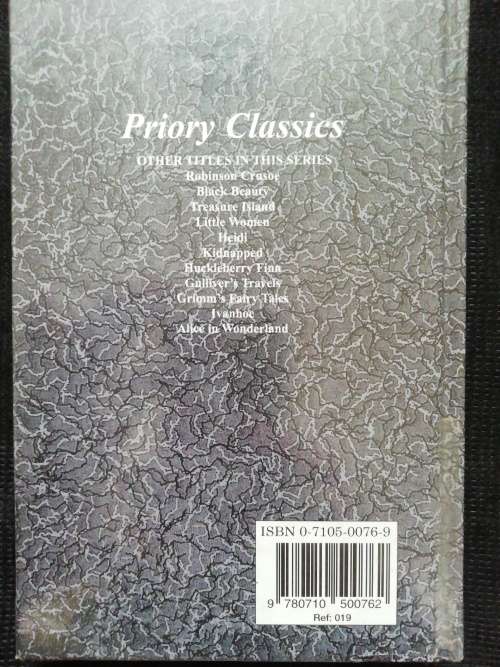 Priory Classics
OTHER TITLES IN THIS SERIES
Robinson Crusoe
Black Beauty
Treasure Island
Little Women
Heidi
Kidnapped
Huckleberry Finn
Gulliver's Travels
Grimm's Fairy Tales
Ivanhoe
Alice in Wonderland
ISBN 0-7105-0076-9
9 780710 500762
Ref: 019